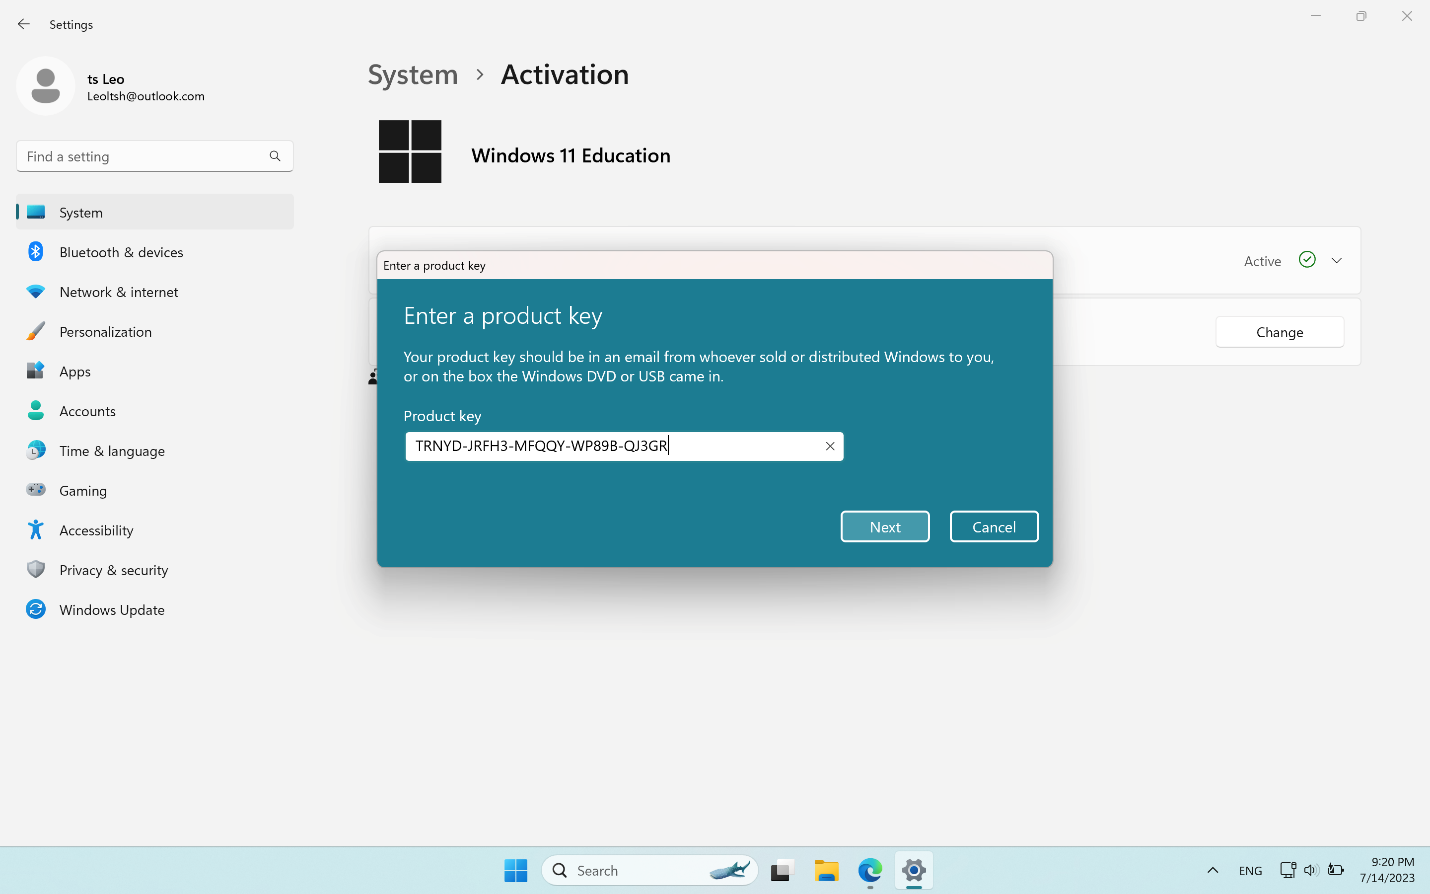 Settings
ts Leo
Leoltsh@outlook.com
Find a setting
System
Bluetooth & devices
Network & internet
Personalization
Apps
Accounts
Time & language
Gaming
Accessibility
Privacy & security
Windows Update
System > Activation
Windows 11 Education
Active
Change
Enter a product key
Enter a product key
Your product key should be in an email from whoever sold or distributed Windows to you,
or on the box the Windows DVD or USB came in.
Product key
TRNYD-JRFH3-MFQQY-WP89B-QJ3GR
Next
Cancel
Search
ENG
9:20 PM
7/14/2023